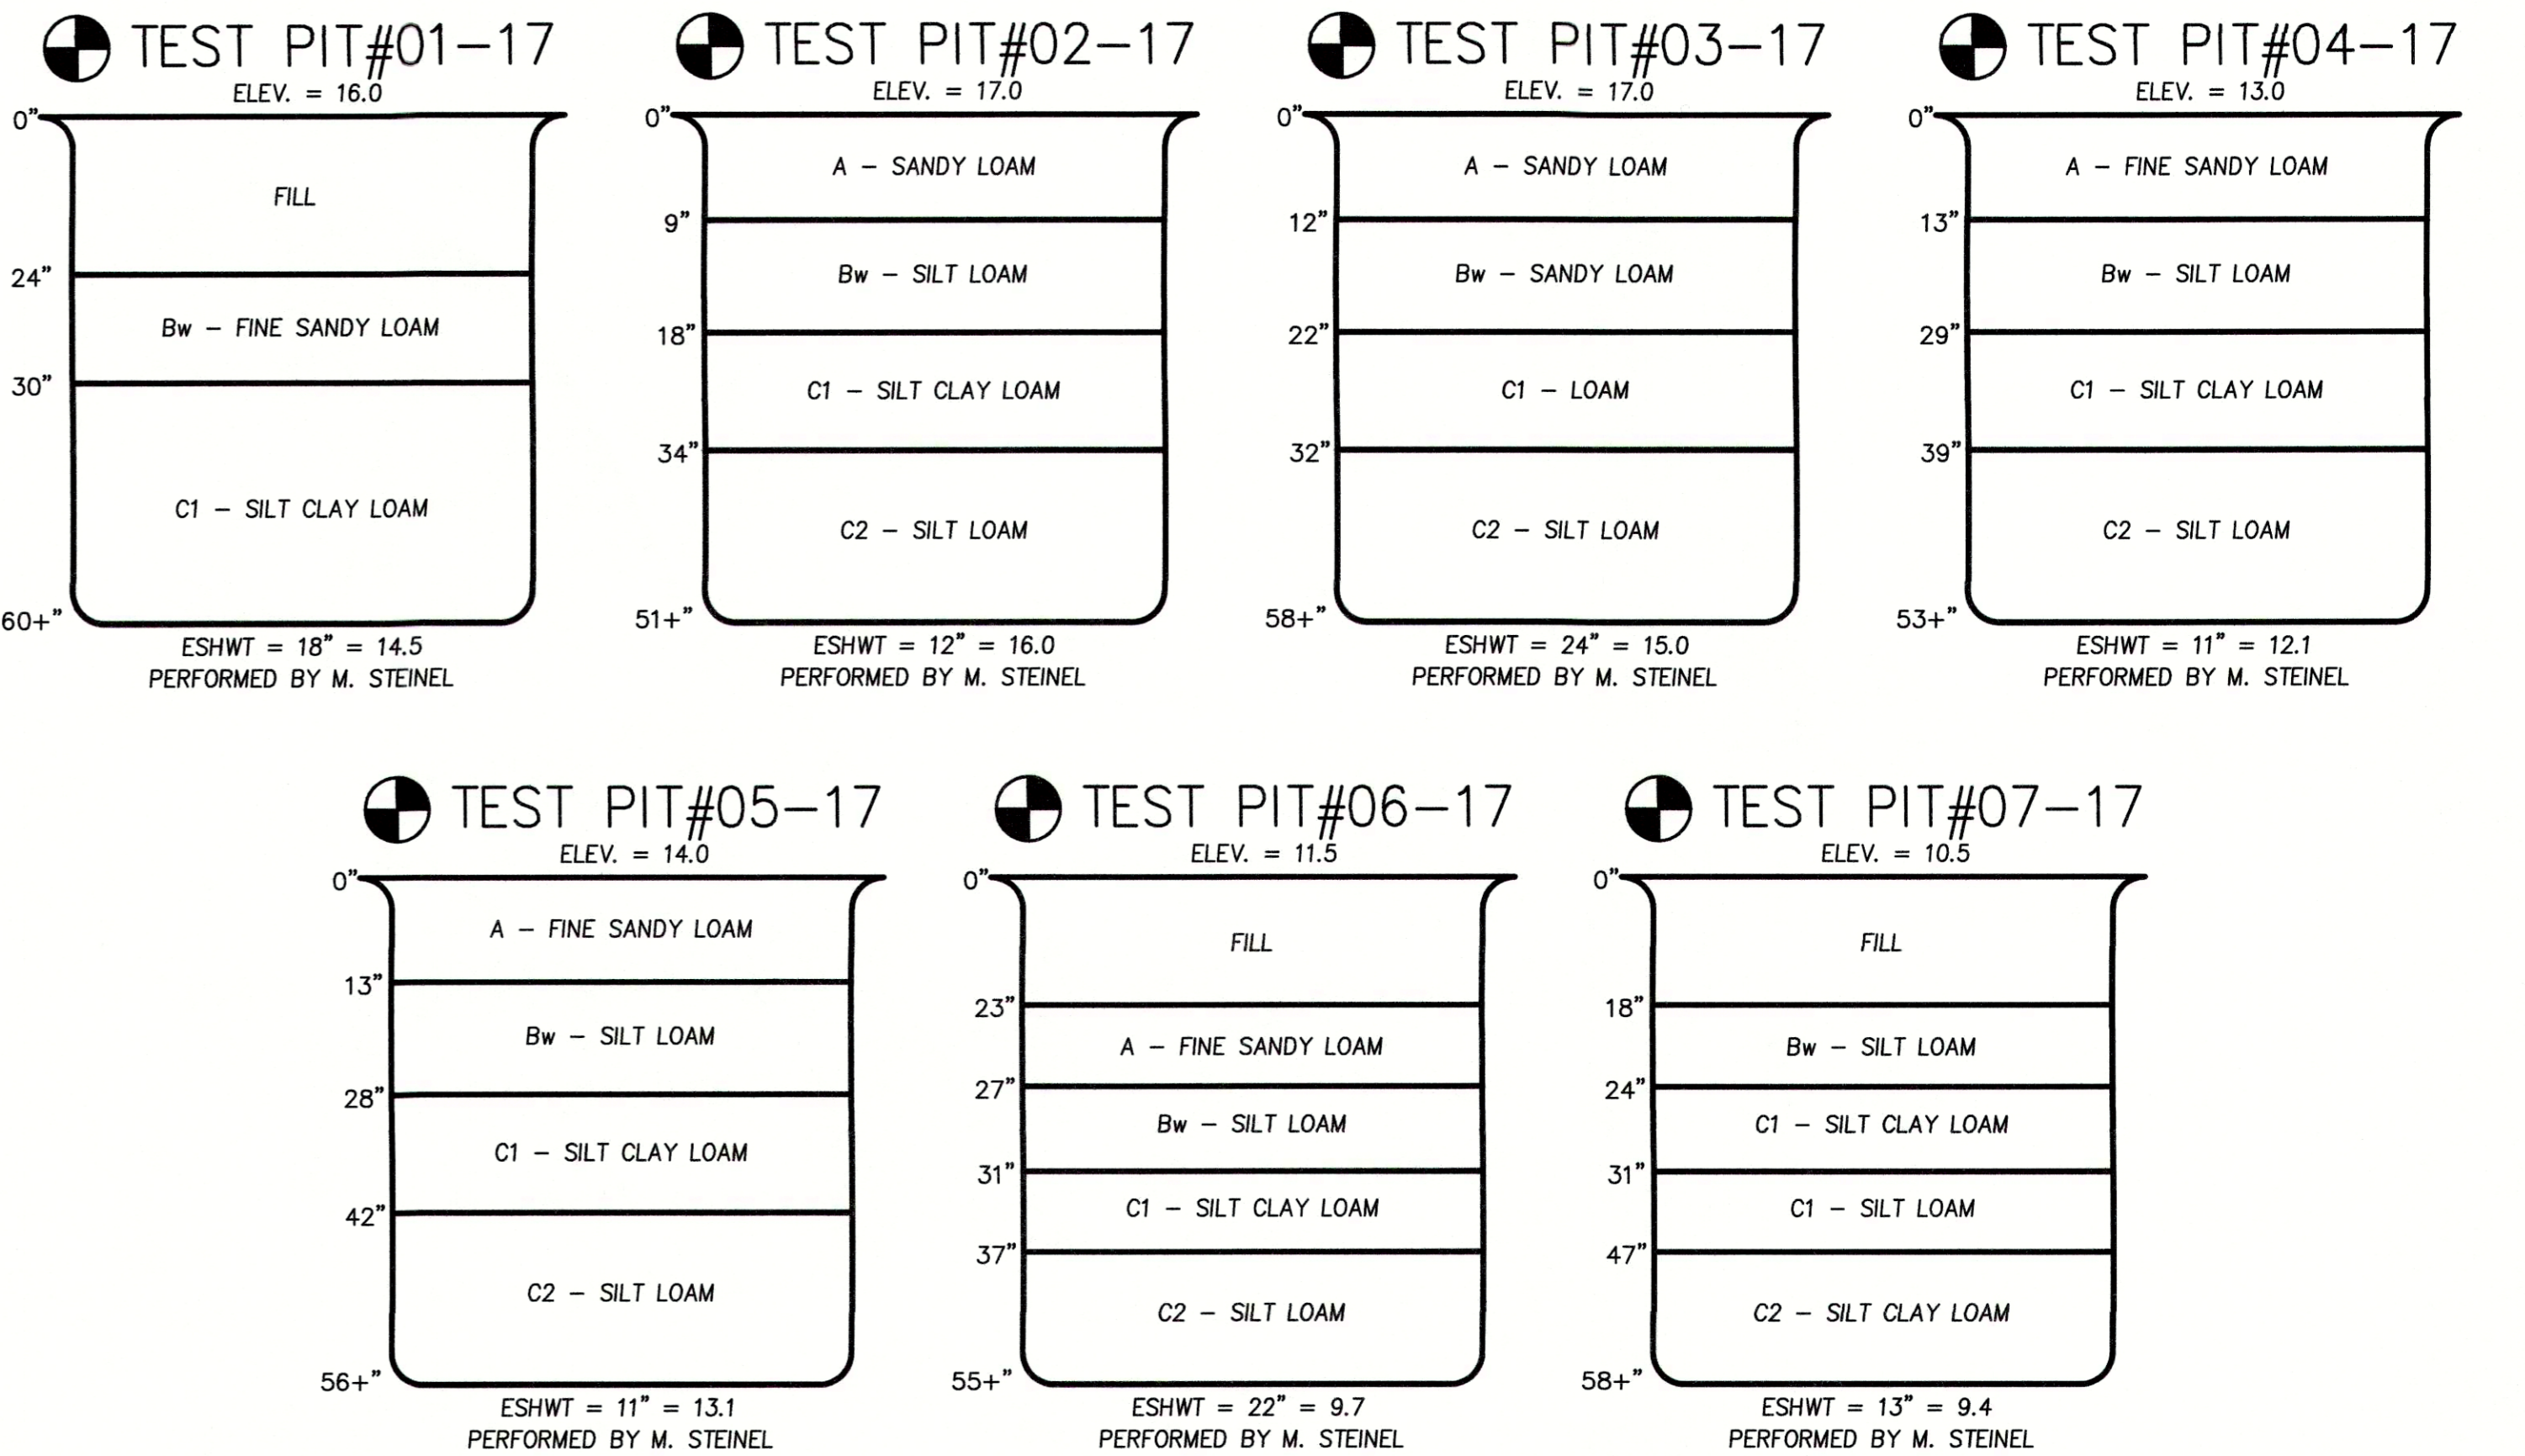 TEST PIT#01-17
ELEV. = 16.0
0"
FILL
24"
Bw - FINE SANDY LOAM
30"
C1 - SILT CLAY LOAM
60+"
ESHWT = 18" = 14.5
PERFORMED BY M. STEINEL
TEST PIT#02-17
ELEV. = 17.0
0"
A - SANDY LOAM
9"
Bw - SILT LOAM
18"
C1 - SILT CLAY LOAM
34"
C2 - SILT LOAM
51+"
ESHWT = 12" = 16.0
PERFORMED BY M. STEINEL
TEST PIT#03-17
ELEV. = 17.0
0"
A - SANDY LOAM
12"
Bw - SANDY LOAM
22"
C1 - LOAM
32"
C2 - SILT LOAM
58+"
ESHWT = 24" = 15.0
PERFORMED BY M. STEINEL
TEST PIT#04-17
ELEV. = 13.0
0"
A - FINE SANDY LOAM
13"
Bw - SILT LOAM
29"
C1 - SILT CLAY LOAM
39"
C2 - SILT LOAM
53+"
ESHWT = 11" = 12.1
PERFORMED BY M. STEINEL
TEST PIT#05-17
ELEV. = 14.0
0"
A - FINE SANDY LOAM
13"
Bw - SILT LOAM
28"
C1 - SILT CLAY LOAM
42"
C2 - SILT LOAM
56+"
ESHWT = 11" = 13.1
PERFORMED BY M. STEINEL
TEST PIT#06-17
ELEV. = 11.5
0"
FILL
23"
A - FINE SANDY LOAM
27"
Bw - SILT LOAM
31"
C1 - SILT CLAY LOAM
37"
C2 - SILT LOAM
55+"
ESHWT = 22" = 9.7
PERFORMED BY M. STEINEL
TEST PIT#07-17
ELEV. = 10.5
0"
FILL
18"
Bw - SILT LOAM
24"
C1 - SILT CLAY LOAM
31"
C1 - SILT LOAM
47"
C2 - SILT CLAY LOAM
58+"
ESHWT = 13" = 9.4
PERFORMED BY M. STEINEL